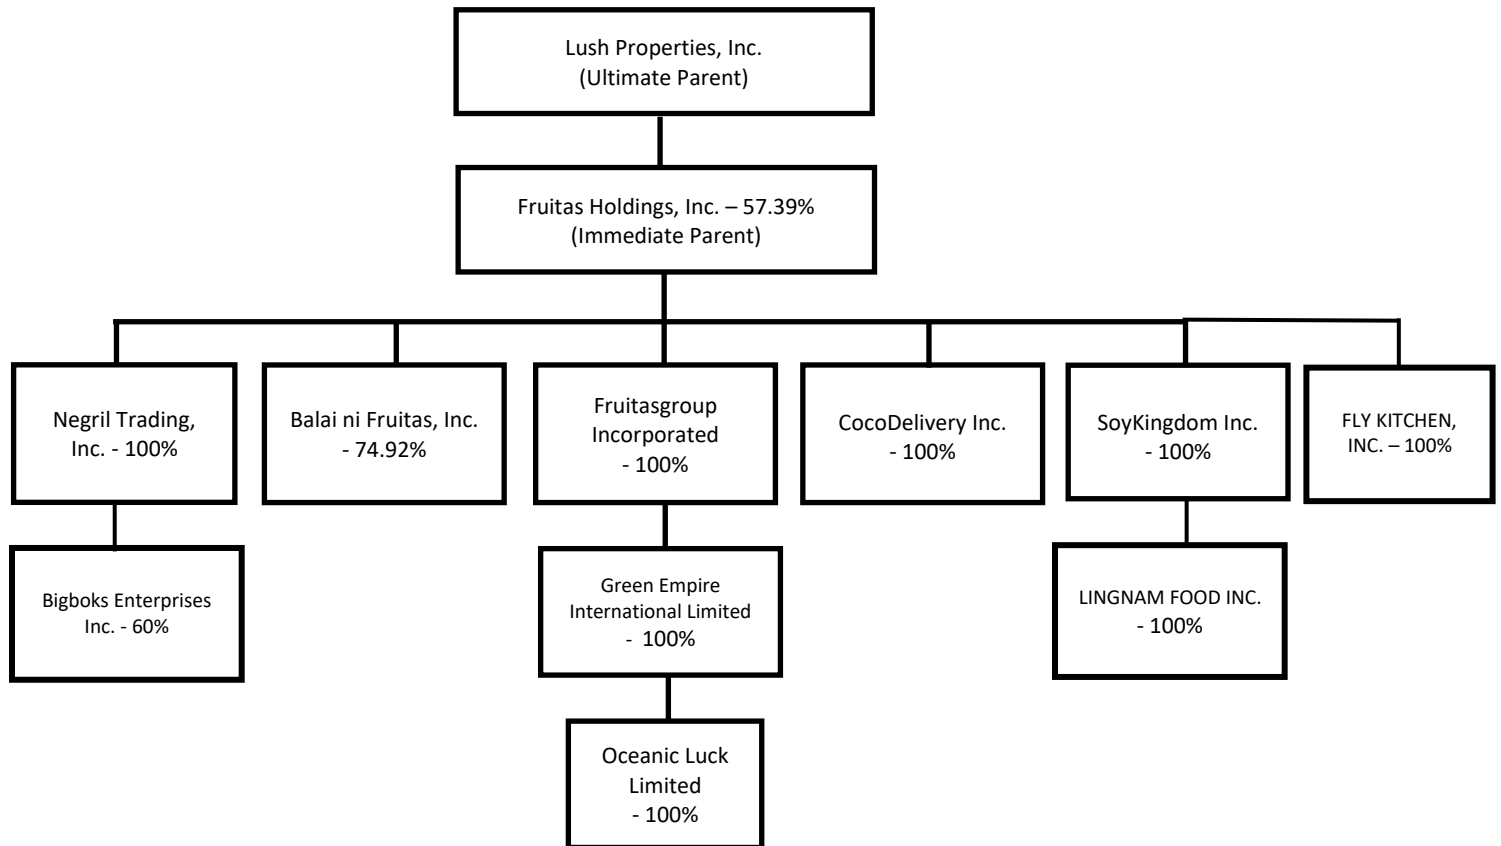 Lush Properties, Inc.
(Ultimate Parent)
Fruitas Holdings, Inc. – 57.39%
(Immediate Parent)
Negril Trading,
Inc. - 100%
Balai ni Fruitas, Inc.
- 74.92%
Fruitasgroup
Incorporated
- 100%
CocoDelivery Inc.
- 100%
SoyKingdom Inc.
- 100%
FLY KITCHEN,
INC. – 100%
Bigboks Enterprises
Inc. - 60%
Green Empire
International Limited
- 100%
LINGNAM FOOD INC.
- 100%
Oceanic Luck
Limited
- 100%